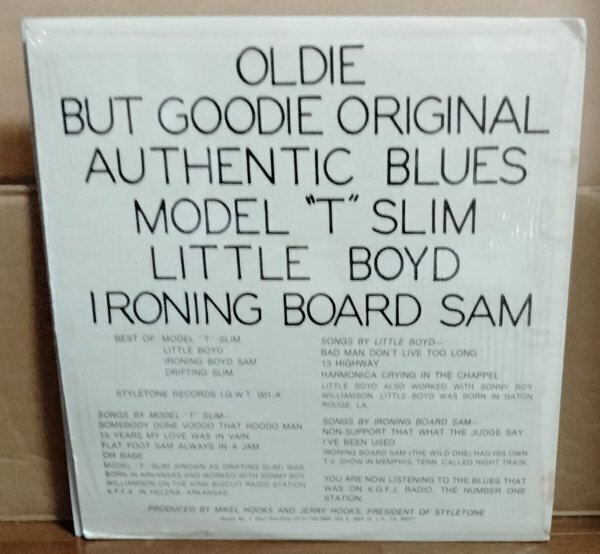 OLDIE
BUT GOODIE ORIGINAL
AUTHENTIC BLUES
MODEL "T" SLIM
LITTLE BOYD
IRONING BOARD SAM
BEST OF MODEL "T" SLIM
LITTLE BOYD
IRONING BOYD SAM
DRIFTING SLIM
STYLETONE RECORDS I.G.W.T 001-A
SONGS BY MODEL "T" SLIM—
SOMEBODY DONE VOODO THAT HOODOO MAN
15 YEARS MY LOVE WAS IN VAIN
FLAT FOOT SAM ALWAYS IN A JAM
OH BABE
MODEL "T" SLIM (KNOWN AS DRIFTING SLIM) WAS
BORN IN ARKANSAS AND WORKED WITH SONNY BOY
WILLIAMSON ON THE KING BISCUIT RADIO STATION
K.F.F.A. IN HELENA, ARKANSAS.
SONGS BY LITTLE BOYD—
BAD MAN DON'T LIVE TOO LONG
13 HIGHWAY
HARMONICA CRYING IN THE CHAPPEL
LITTLE BOYD ALSO WORKED WITH SONNY BOY
WILLIAMSON. LITTLE BOYD WAS BORN IN BATON
ROUGE, LA.
SONGS BY IRONING BOARD SAM—
NON-SUPPORT THAT WHAT THE JUDGE SAY
I'VE BEEN USED
IRONING BOARD SAM (THE WILD ONE) HAD HIS OWN
T.V. SHOW IN MEMPHIS, TENN. CALLED NIGHT TRAIN.
YOU ARE NOW LISTENING TO THE BLUES THAT
WAS ON K.G.F.J. RADIO, THE NUMBER ONE
STATION.
PRODUCED BY MIKEL HOOKS AND JERRY HOOKS, PRESIDENT OF STYLETONE